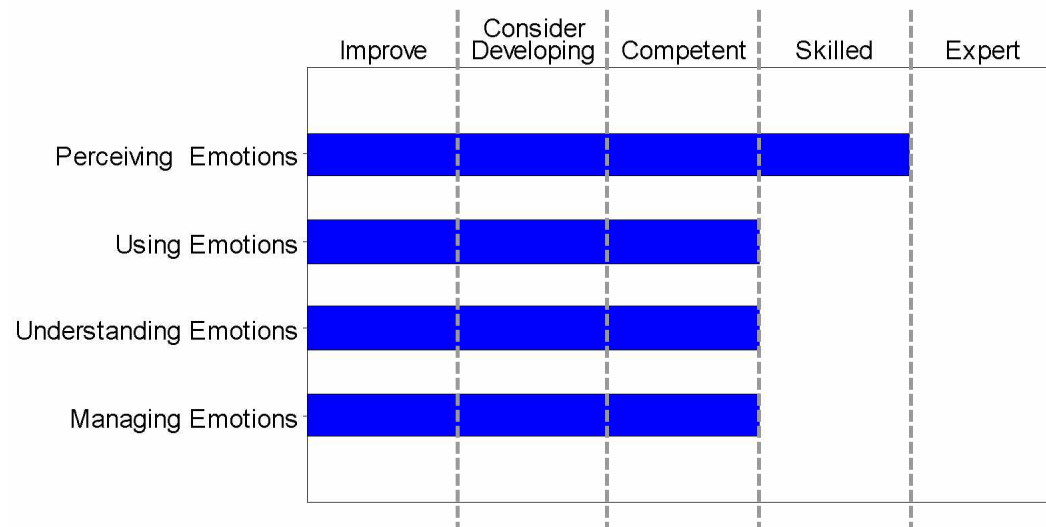 Improve
Consider
Developing
Competent
Skilled
Expert
Perceiving Emotions
Using Emotions
Understanding Emotions
Managing Emotions